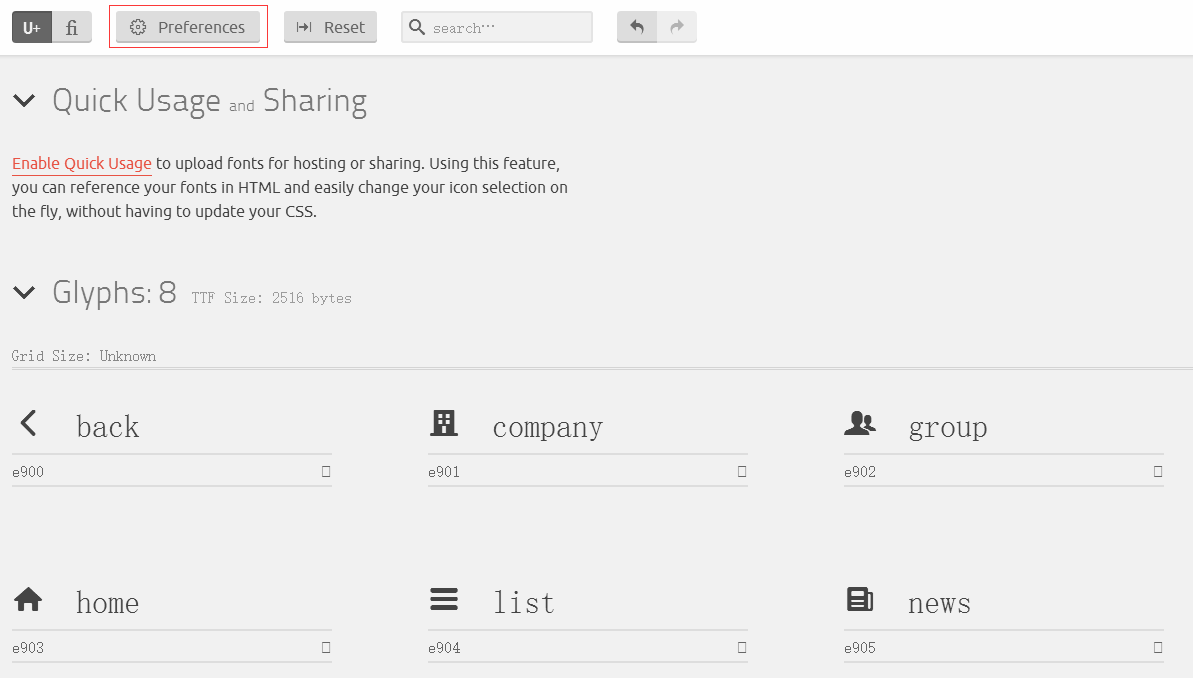 U+ fi Preferences Reset search...
Quick Usage and Sharing
Enable Quick Usage to upload fonts for hosting or sharing. Using this feature,
you can reference your fonts in HTML and easily change your icon selection on
the fly, without having to update your CSS.
Glyphs: 8 TTF Size: 2516 bytes
Grid Size: Unknown
back company group
e900 e901 e902
home list news
e903 e904 e905